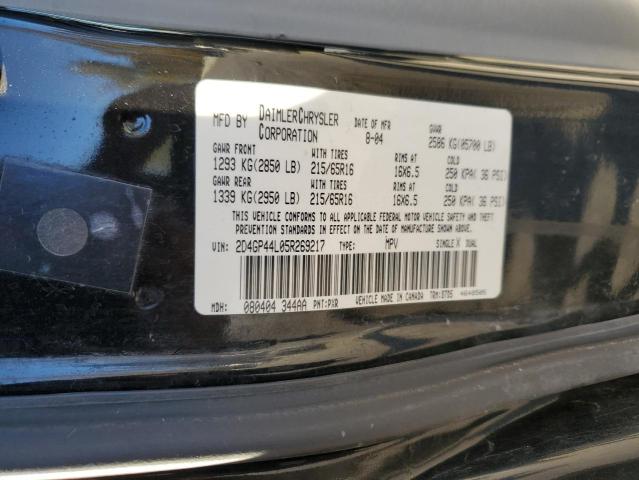 MFD BY DAIMLERCHRYSLER CORPORATION DATE OF MFR 8-04 GVWR 2586 KG(05700 LB)
GAWR FRONT WITH TIRES RIMS AT COLD
1293 KG(2850 LB) 215/65R16 16X6.5 250 KPA( 36 PSI)
GAWR REAR WITH TIRES RIMS AT COLD
1339 KG(2950 LB) 215/65R16 16X6.5 250 KPA( 36 PSI)
THIS VEHICLE CONFORMS TO ALL APPLICABLE FEDERAL MOTOR VEHICLE SAFETY AND THEFT
PREVENTION STANDARDS IN EFFECT ON THE DATE OF MANUFACTURE SHOWN ABOVE.
VIN: 2D4GP44L05R269217 TYPE: MPV SINGLE X DUAL
MDH: 080404 344AA PNT:PXR VEHICLE MADE IN CANADA TRM: